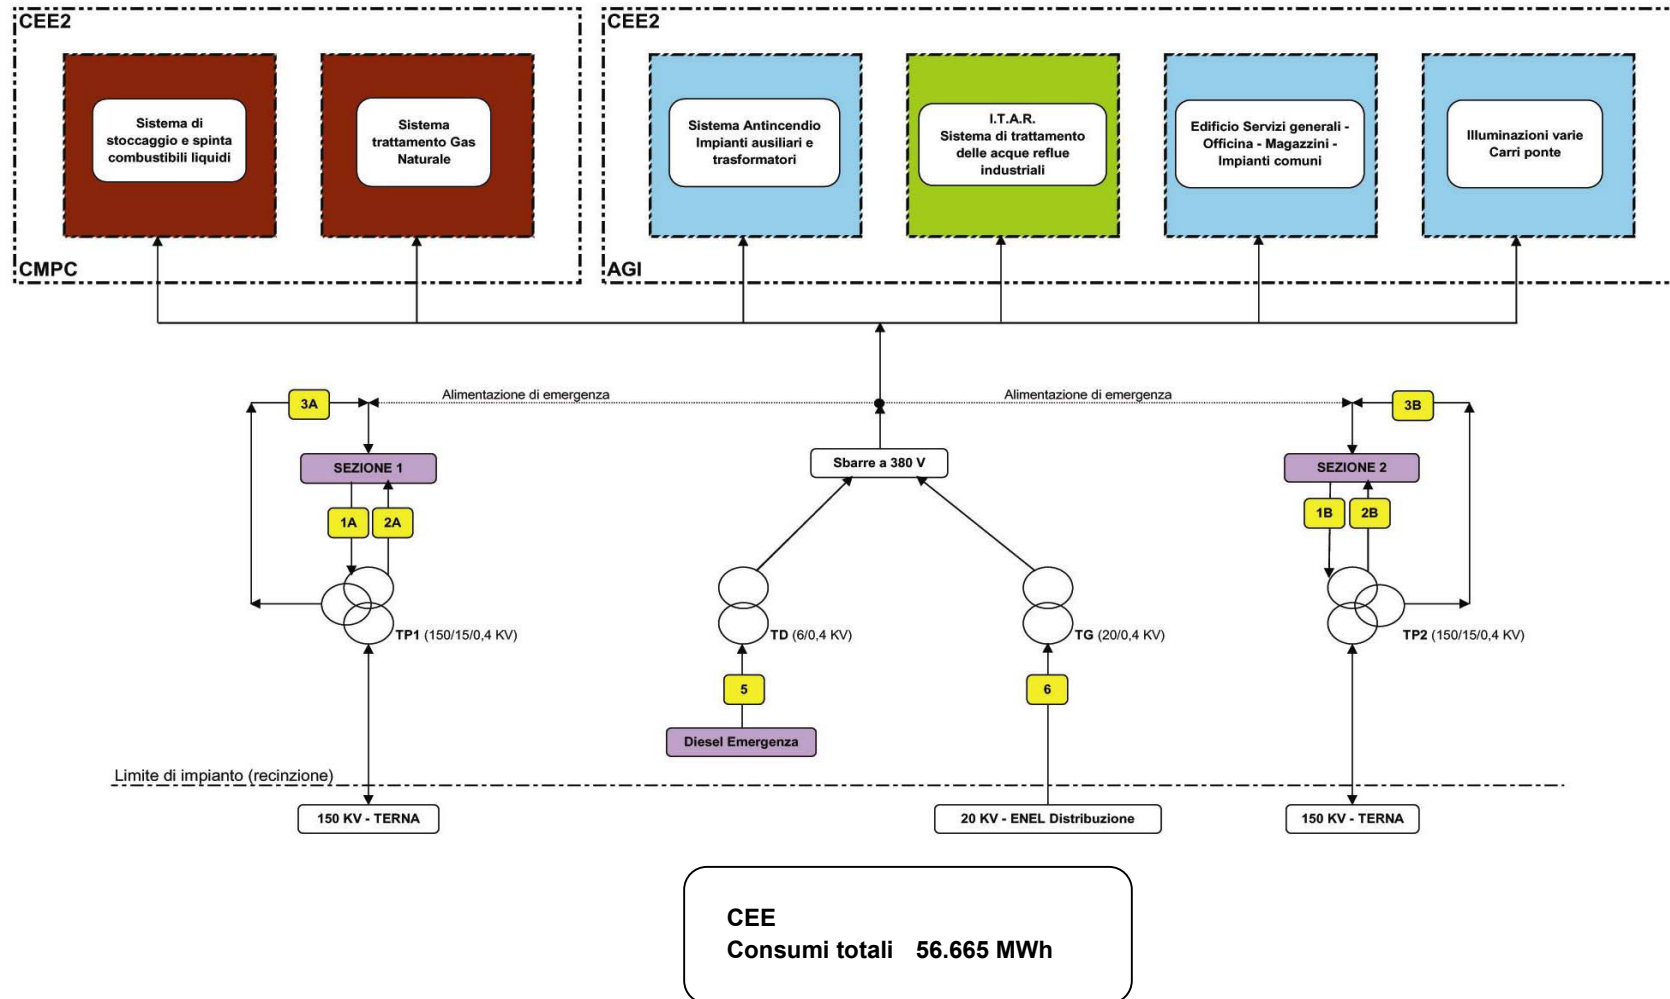 CEE2
CEE2
Sistema di
stoccaggio e spinta
combustibili liquidi
Sistema
trattamento Gas
Naturale
Sistema Antincendio
Impianti ausiliari e
trasformatori
I.T.A.R.
Sistema di trattamento
delle acque reflue
industriali
Edificio Servizi generali -
Officina - Magazzini -
Impianti comuni
Illuminazioni varie
Carri ponte
CMPC
AGI
3A
Alimentazione di emergenza
Alimentazione di emergenza
3B
SEZIONE 1
Sbarre a 380 V
SEZIONE 2
1A
2A
1B
2B
TP1 (150/15/0,4 KV)
TD (6/0,4 KV)
TG (20/0,4 KV)
TP2 (150/15/0,4 KV)
5
6
Diesel Emergenza
Limite di impianto (recinzione)
150 KV - TERNA
20 KV - ENEL Distribuzione
150 KV - TERNA
CEE
Consumi totali 56.665 MWh